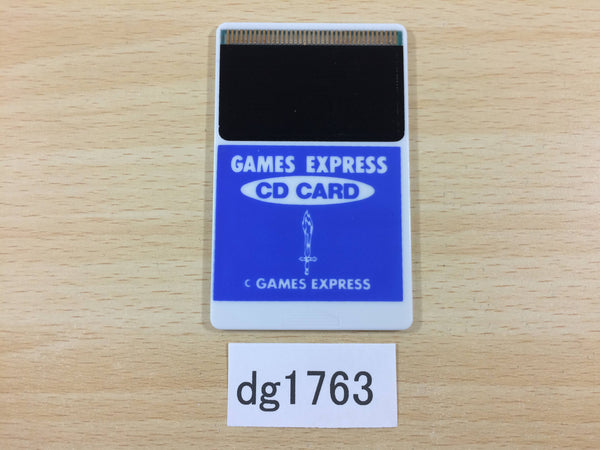 GAMES EXPRESS
CD CARD
C GAMES EXPRESS
dg1763